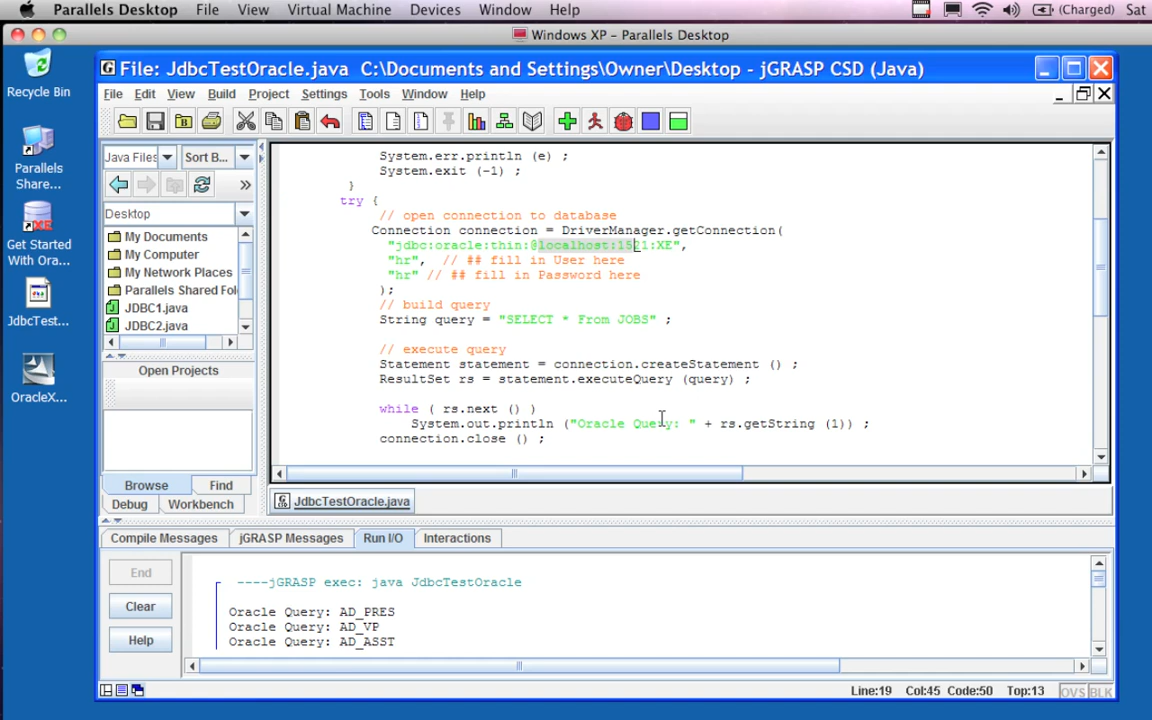 Parallels Desktop File View Virtual Machine Devices Window Help (Charged) Sat
Windows XP - Parallels Desktop
Recycle Bin
Parallels
Share...
Get Started
With Ora...
JdbcTest...
OracleX...
File: JdbcTestOracle.java C:\Documents and Settings\Owner\Desktop - jGRASP CSD (Java)
File Edit View Build Project Settings Tools Window Help
Java Files Sort B...
Desktop
My Documents
My Computer
My Network Places
Parallels Shared Fol
JDBC1.java
JDBC2.java
Open Projects
Browse Find
Debug Workbench
System.err.println (e) ;
System.exit (-1) ;
}
try {
// open connection to database
Connection connection = DriverManager.getConnection(
"jdbc:oracle:thin:@localhost:1521:XE",
"hr", // ## fill in User here
"hr" // ## fill in Password here
);
// build query
String query = "SELECT * From JOBS" ;
// execute query
Statement statement = connection.createStatement () ;
ResultSet rs = statement.executeQuery (query) ;
while ( rs.next () )
System.out.println ("Oracle Query: " + rs.getString (1)) ;
connection.close () ;
JdbcTestOracle.java
Compile Messages jGRASP Messages Run I/O Interactions
End
Clear
Help
----jGRASP exec: java JdbcTestOracle
Oracle Query: AD_PRES
Oracle Query: AD_VP
Oracle Query: AD_ASST
Line:19 Col:45 Code:50 Top:13 OVS BLK